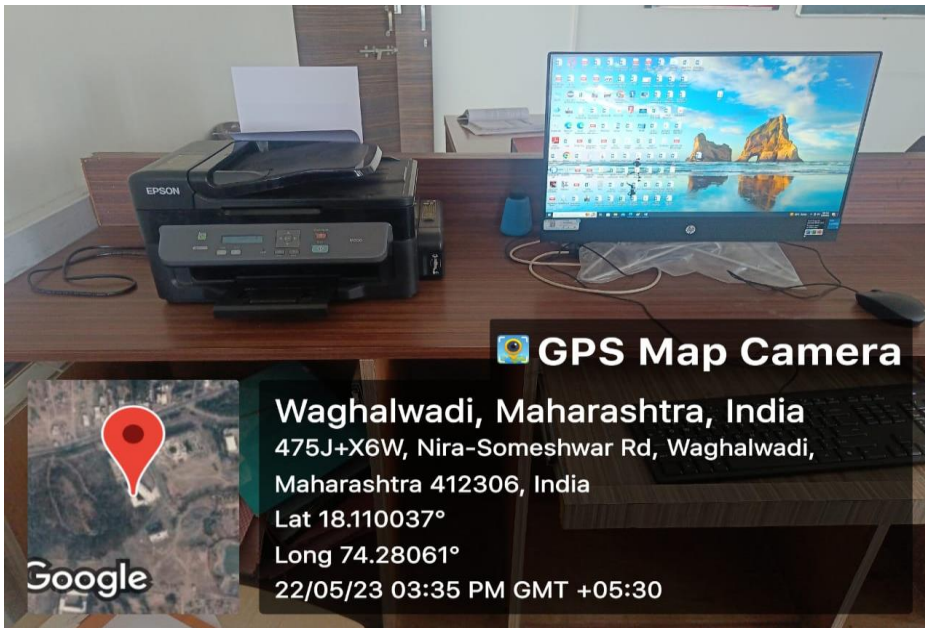 EPSON
hp
GPS Map Camera
Waghalwadi, Maharashtra, India
475J+X6W, Nira-Someshwar Rd, Waghalwadi,
Maharashtra 412306, India
Lat 18.110037°
Long 74.28061°
22/05/23 03:35 PM GMT +05:30
Google